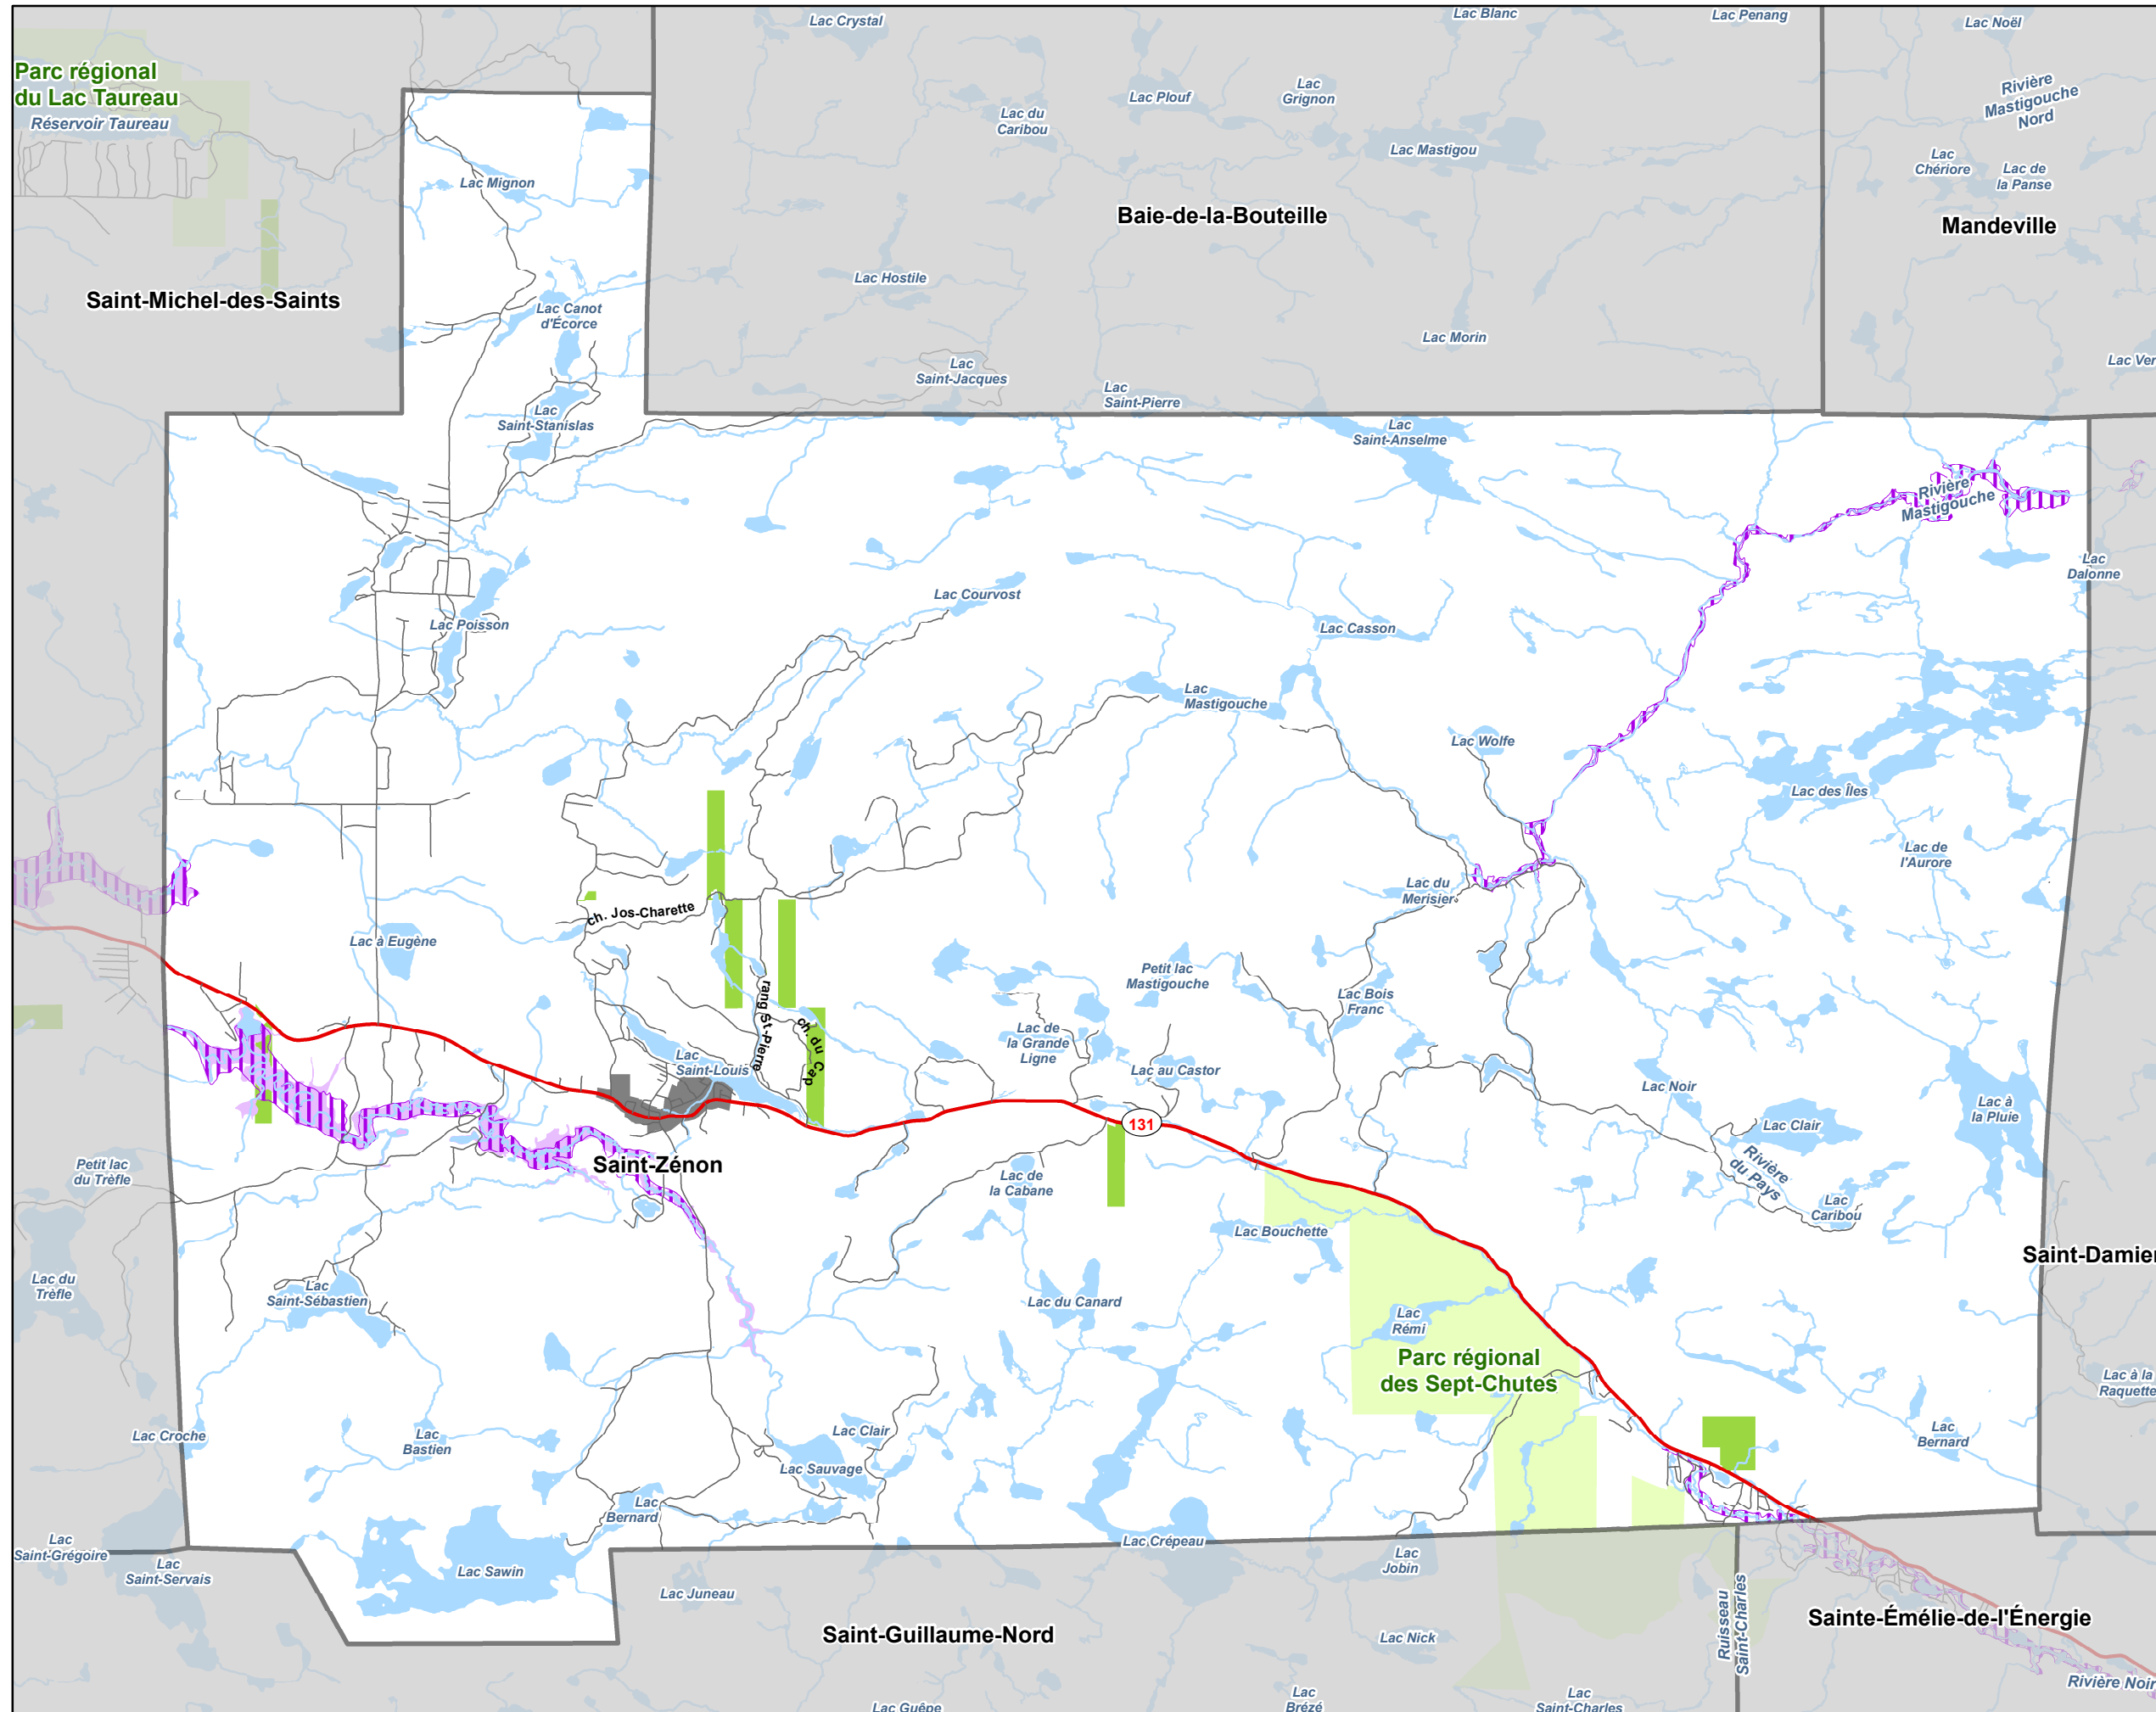 Lac Crystal
Lac Blanc
Lac Penang
Lac Noël
Parc régional
du Lac Taureau
Réservoir Taureau
Lac Plouf
Lac
Grignon
Lac du
Caribou
Lac Mastigou
Rivière
Mastigouche
Nord
Lac
Chériore
Lac de
la Panse
Lac Mignon
Baie-de-la-Bouteille
Mandeville
Saint-Michel-des-Saints
Lac Hostile
Lac Canot
d'Écorce
Lac Morin
Lac
Saint-Jacques
Lac
Saint-Pierre
Lac Ver
Lac
Saint-Stanislas
Lac
Saint-Anselme
Rivière
Mastigouche
Lac
Dalonne
Lac Courvost
Lac Poisson
Lac Casson
Lac
Mastigouche
Lac Wolfe
Lac des Îles
Lac de
l'Aurore
Lac du
Merisier
ch. Jos-Charette
Lac à Eugène
Petit lac
Mastigouche
Lac Bois
Franc
rang St-Pierre
ch. du Cap
Lac de
la Grande
Ligne
Lac
Saint-Louis
Lac au Castor
Lac Noir
Lac à
la Pluie
Lac Clair
131
Saint-Zénon
Petit lac
du Trèfle
Lac de
la Cabane
Rivière
du Pays
Lac
Caribou
Lac Bouchette
Saint-Damien
Lac du
Trèfle
Lac
Saint-Sébastien
Lac du Canard
Lac
Rémi
Parc régional
des Sept-Chutes
Lac à la
Raquette
Lac Croche
Lac
Bastien
Lac Clair
Lac
Bernard
Lac Sauvage
Lac
Bernard
Lac
Saint-Grégoire
Lac
Saint-Servais
Lac Sawin
Lac Crépeau
Lac
Jobin
Lac Juneau
Saint-Guillaume-Nord
Lac Nick
Ruisseau
Saint-Charles
Sainte-Émélie-de-l'Énergie
Rivière Noir
Lac Guêpe
Lac
Brézé
Lac
Saint-Charles